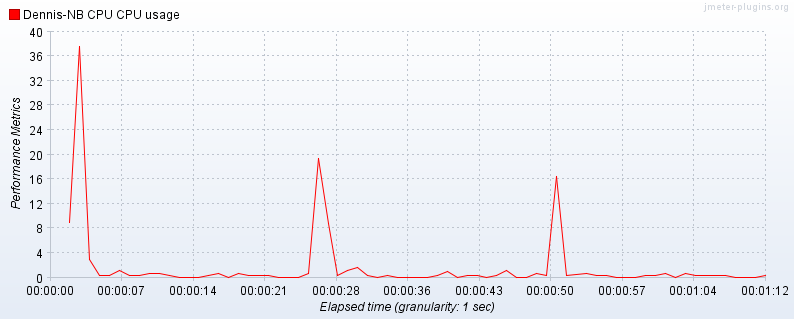 jmeter-plugins.org
Dennis-NB CPU CPU usage
Performance Metrics
40
36
32
28
24
20
16
12
8
4
0
00:00:00 00:00:07 00:00:14 00:00:21 00:00:28 00:00:36 00:00:43 00:00:50 00:00:57 00:01:04 00:01:12
Elapsed time (granularity: 1 sec)